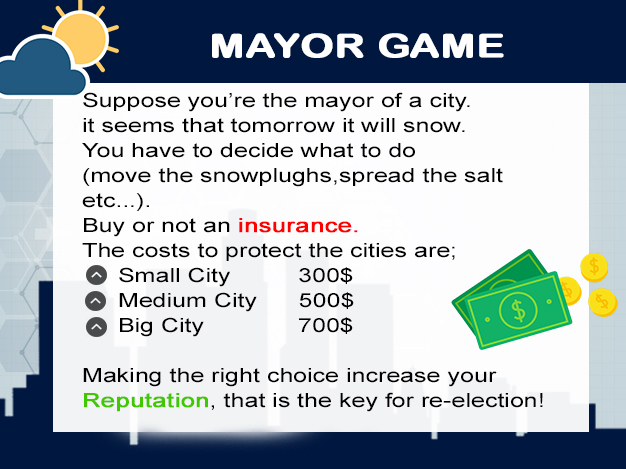 MAYOR GAME
Suppose you're the mayor of a city.
it seems that tomorrow it will snow.
You have to decide what to do
(move the snowplughs,spread the salt
etc...).
Buy or not an insurance.
The costs to protect the cities are;
Small City 300$
Medium City 500$
Big City 700$
Making the right choice increase your
Reputation, that is the key for re-election!